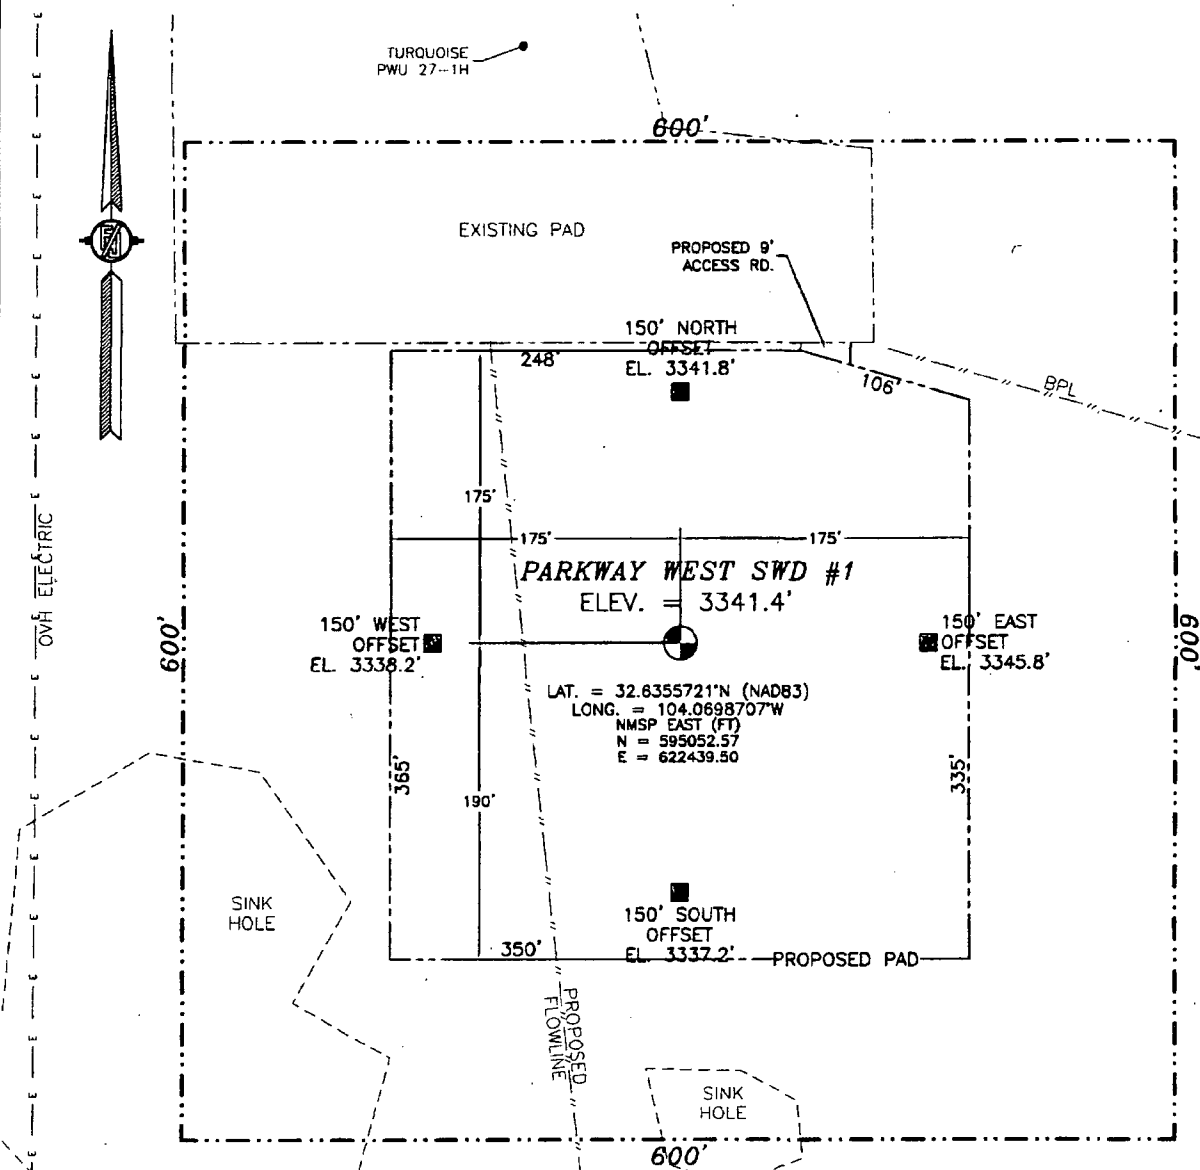 TURQUOISE
PWU 27-1H
600'
EXISTING PAD
PROPOSED 9'
ACCESS RD.
150' NORTH
OFFSET
EL. 3341.8'
248'
106'
BPL
175'
175'
175'
PARKWAY WEST SWD #1
ELEV. = 3341.4'
OVH ELECTRIC
600'
150' WEST
OFFSET
EL. 3338.2'
150' EAST
OFFSET
EL. 3345.8'
600'
LAT. = 32.6355721°N (NAD83)
LONG. = 104.0698707°W
NMSP EAST (FT)
N = 595052.57
E = 622439.50
365'
190'
335'
SINK
HOLE
150' SOUTH
OFFSET
EL. 3337.2'
350'
PROPOSED PAD
PROPOSED
FLOWLINE
SINK
HOLE
600'